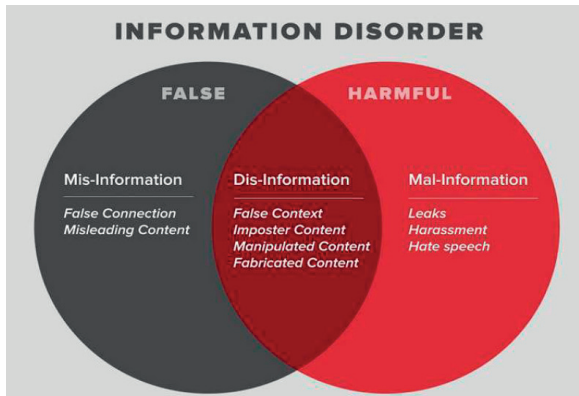 INFORMATION DISORDER
FALSE
HARMFUL
Mis-Information
False Connection
Misleading Content
Dis-Information
False Context
Imposter Content
Manipulated Content
Fabricated Content
Mal-Information
Leaks
Harassment
Hate speech